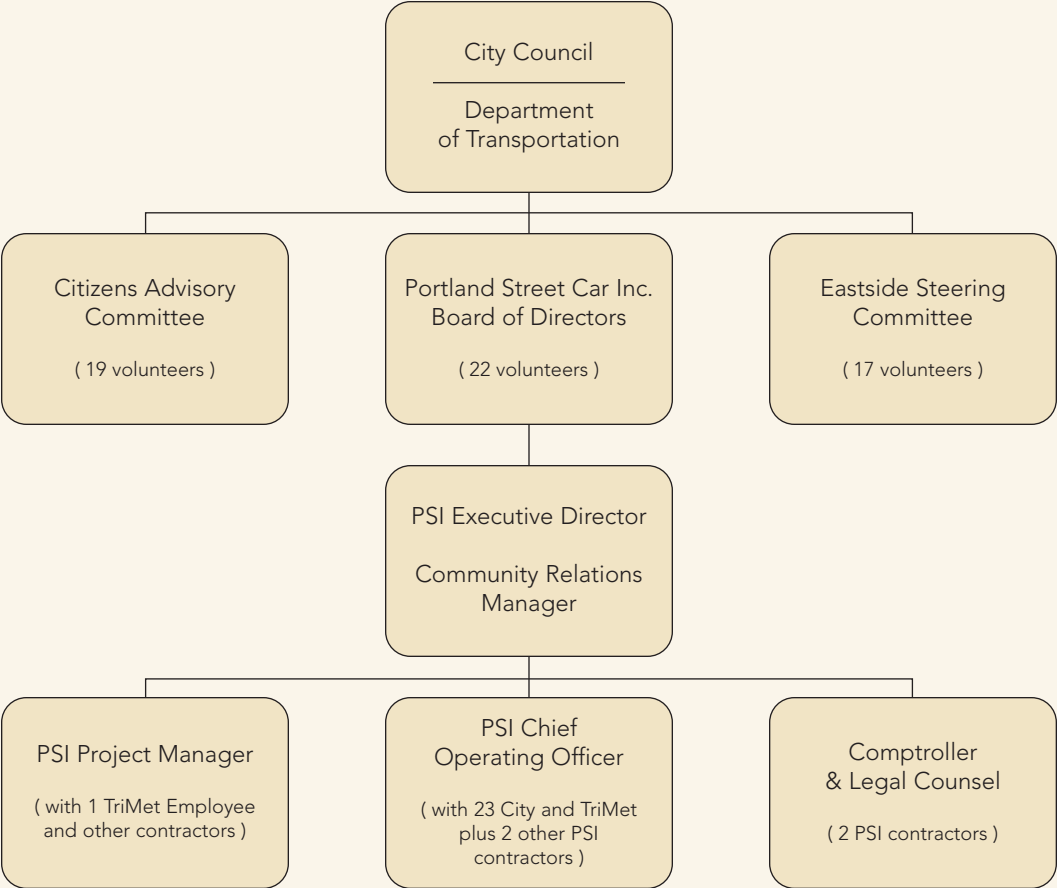 City Council
Department
of Transportation
Citizens Advisory
Committee
( 19 volunteers )
Portland Street Car Inc.
Board of Directors
( 22 volunteers )
Eastside Steering
Committee
( 17 volunteers )
PSI Executive Director
Community Relations
Manager
PSI Project Manager
( with 1 TriMet Employee
and other contractors )
PSI Chief
Operating Officer
( with 23 City and TriMet
plus 2 other PSI
contractors )
Comptroller
& Legal Counsel
( 2 PSI contractors )